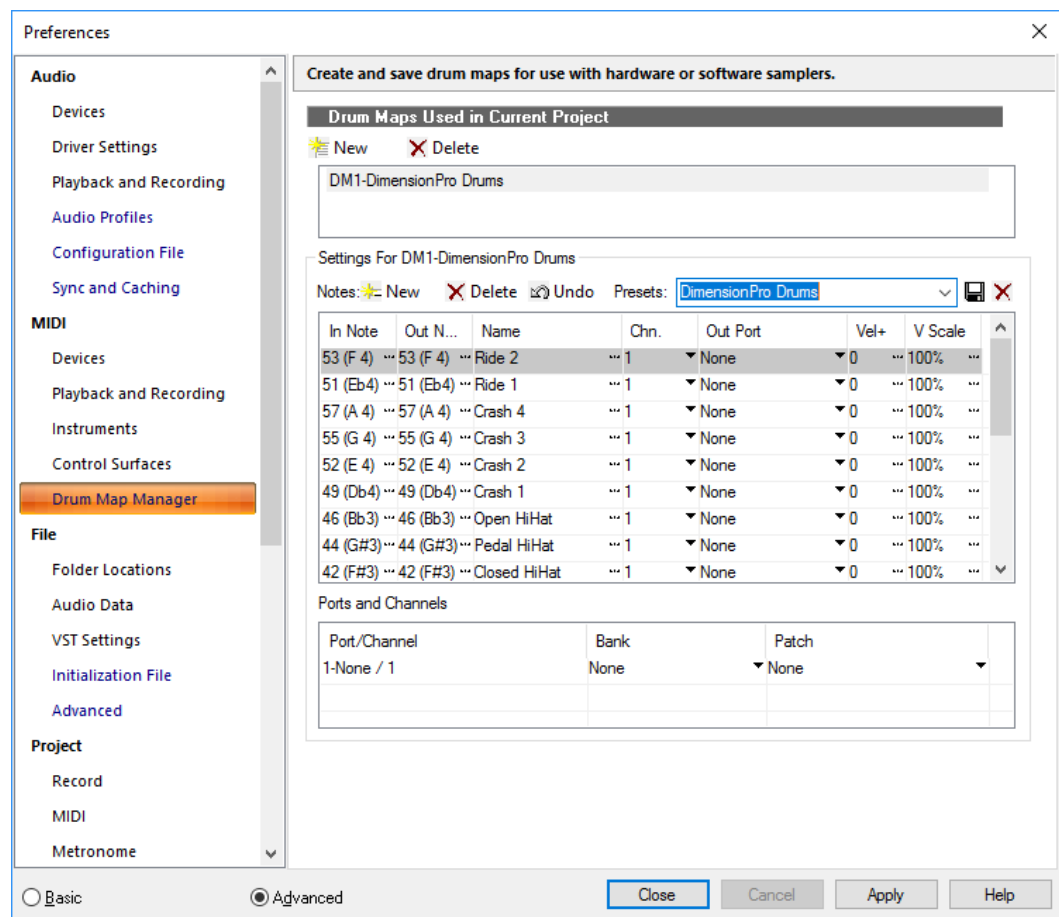 Preferences
Audio
Devices
Driver Settings
Playback and Recording
Audio Profiles
Configuration File
Sync and Caching
MIDI
Devices
Playback and Recording
Instruments
Control Surfaces
Drum Map Manager
File
Folder Locations
Audio Data
VST Settings
Initialization File
Advanced
Project
Record
MIDI
Metronome
Create and save drum maps for use with hardware or software samplers.
Drum Maps Used in Current Project
New Delete
DM1-DimensionPro Drums
Settings For DM1-DimensionPro Drums
Notes: New Delete Undo Presets: DimensionPro Drums
In Note Out N... Name Chn. Out Port Vel+ V Scale
53 (F 4) ... 53 (F 4) ... Ride 2 ... 1 None 0 ... 100% ...
51 (Eb4) ... 51 (Eb4) ... Ride 1 ... 1 None 0 ... 100% ...
57 (A 4) ... 57 (A 4) ... Crash 4 ... 1 None 0 ... 100% ...
55 (G 4) ... 55 (G 4) ... Crash 3 ... 1 None 0 ... 100% ...
52 (E 4) ... 52 (E 4) ... Crash 2 ... 1 None 0 ... 100% ...
49 (Db4) ... 49 (Db4) ... Crash 1 ... 1 None 0 ... 100% ...
46 (Bb3) ... 46 (Bb3) ... Open HiHat ... 1 None 0 ... 100% ...
44 (G#3) ... 44 (G#3) ... Pedal HiHat ... 1 None 0 ... 100% ...
42 (F#3) ... 42 (F#3) ... Closed HiHat ... 1 None 0 ... 100% ...
Ports and Channels
Port/Channel Bank Patch
1-None / 1 None None
Basic Advanced Close Cancel Apply Help